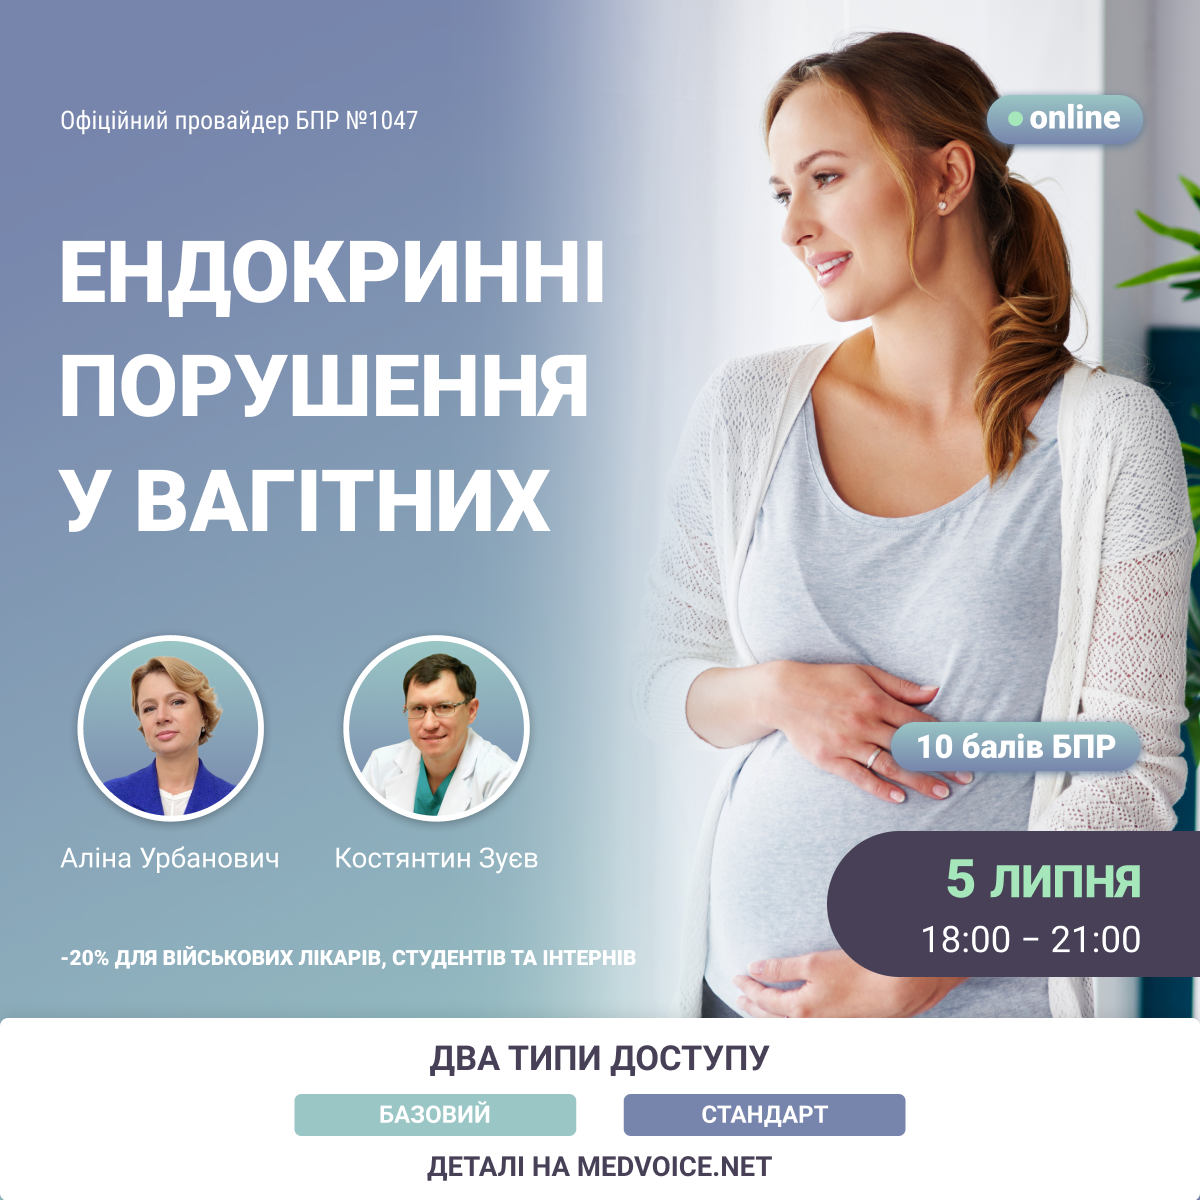 Офіційний провайдер БПР №1047
online
ЕНДОКРИННІ
ПОРУШЕННЯ
У ВАГІТНИХ
10 балів БПР
Аліна Урбанович
Костянтин Зуєв
5 ЛИПНЯ
18:00 – 21:00
-20% ДЛЯ ВІЙСЬКОВИХ ЛІКАРІВ, СТУДЕНТІВ ТА ІНТЕРНІВ
ДВА ТИПИ ДОСТУПУ
БАЗОВИЙ
СТАНДАРТ
ДЕТАЛІ НА MEDVOICE.NET